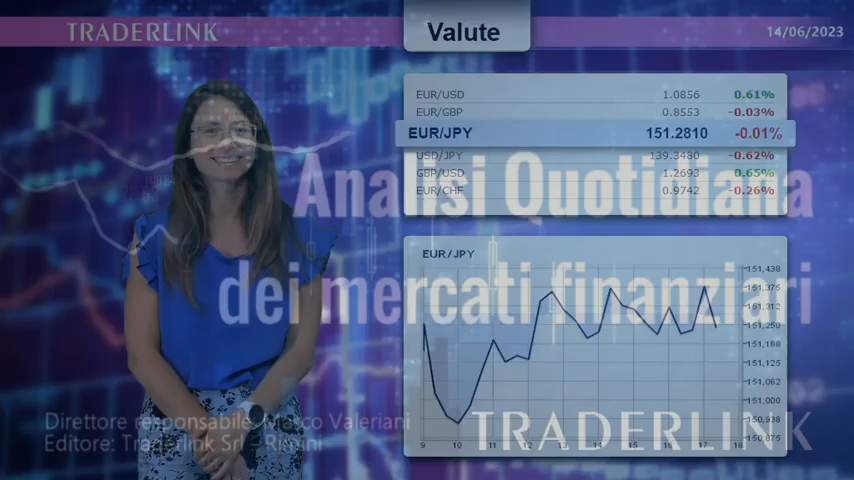 TRADERLINK
Valute
14/06/2023
EUR/USD 1.0856 0.61%
EUR/GBP 0.8553 -0.03%
EUR/JPY 151.2810 -0.01%
USD/JPY 139.3480 -0.62%
GBP/USD 1.2693 0.65%
EUR/CHF 0.9742 -0.26%
Analisi Quotidiana
dei mercati finanziari
EUR/JPY
151,438
151,375
151,312
151,250
151,188
151,125
151,062
151,000
150,938
150,875
9 10 11 12 13 14 15 16 17 18
Direttore responsabile: Marco Valeriani
Editore: Traderlink Srl - Rimini
TRADERLINK